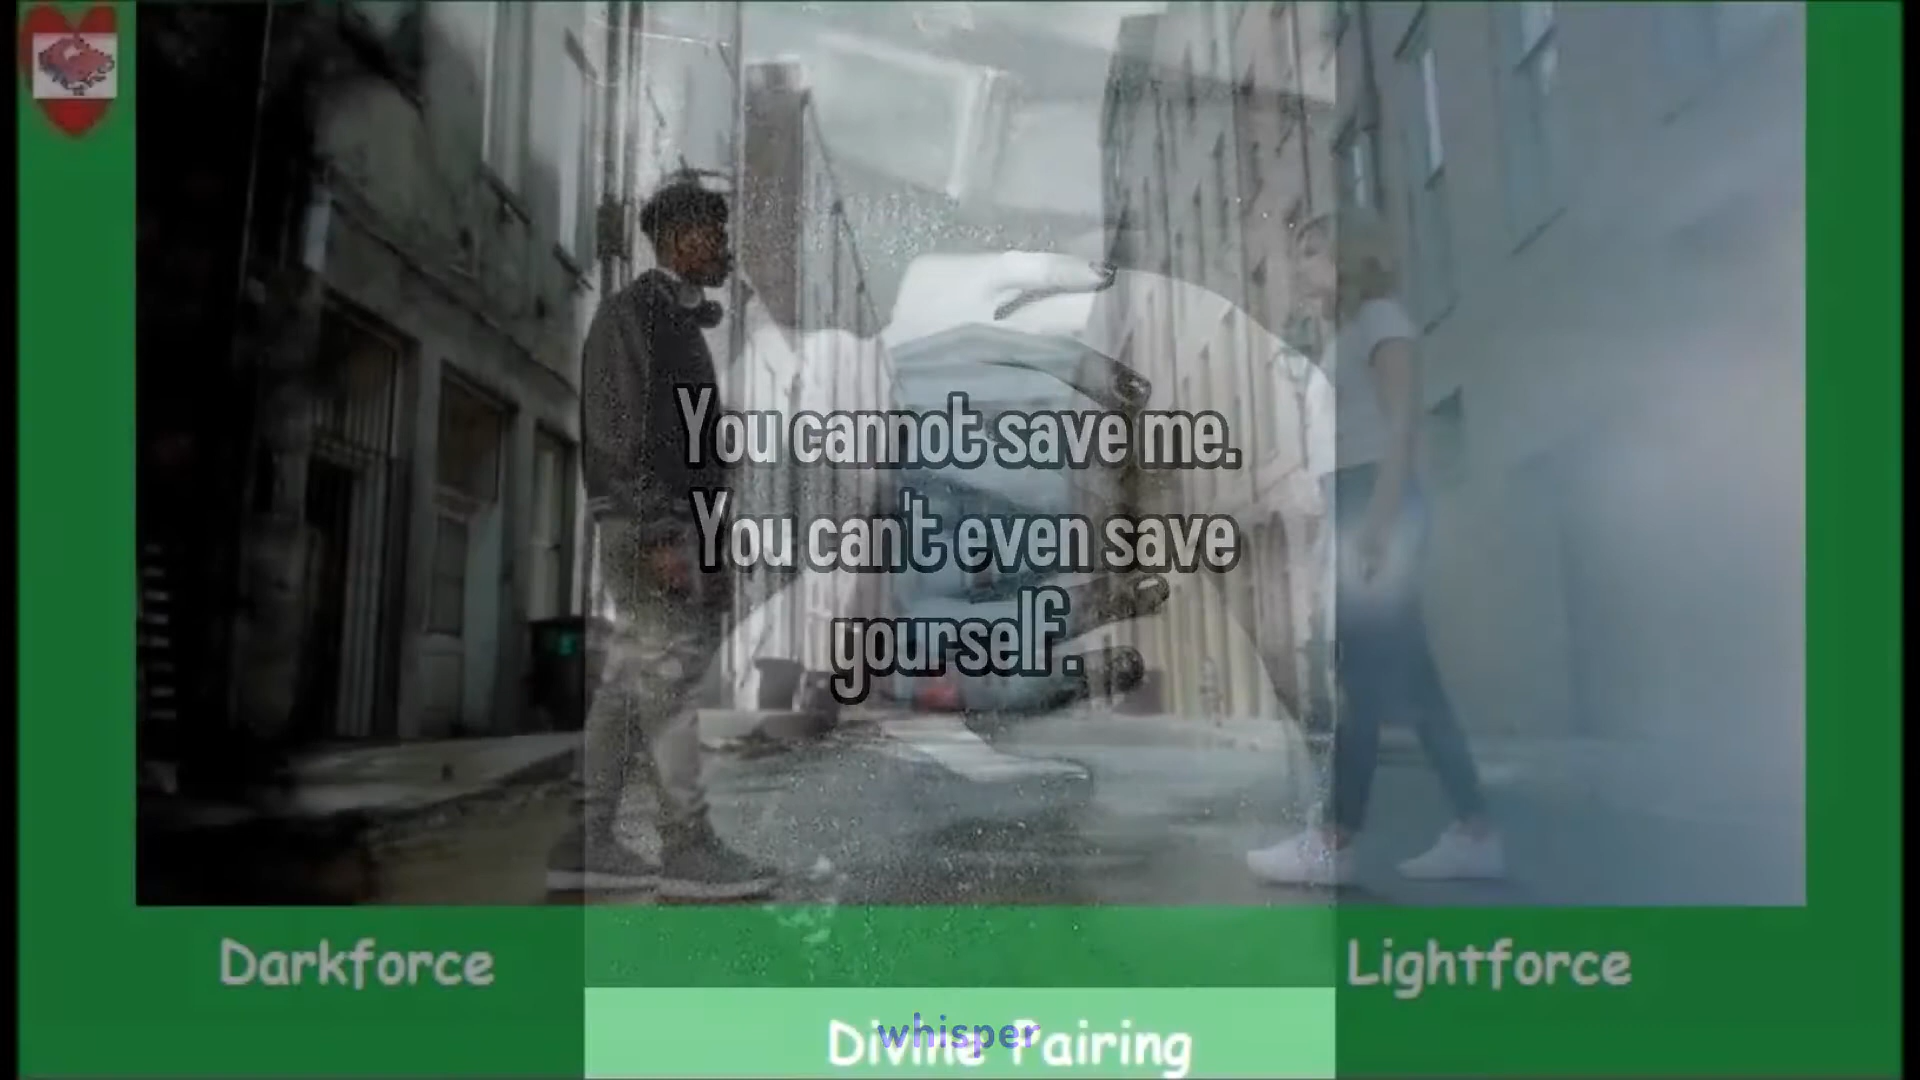 You cannot save me.
You can't even save
yourself.
Darkforce
Lightforce
whisper
Divine Pairing